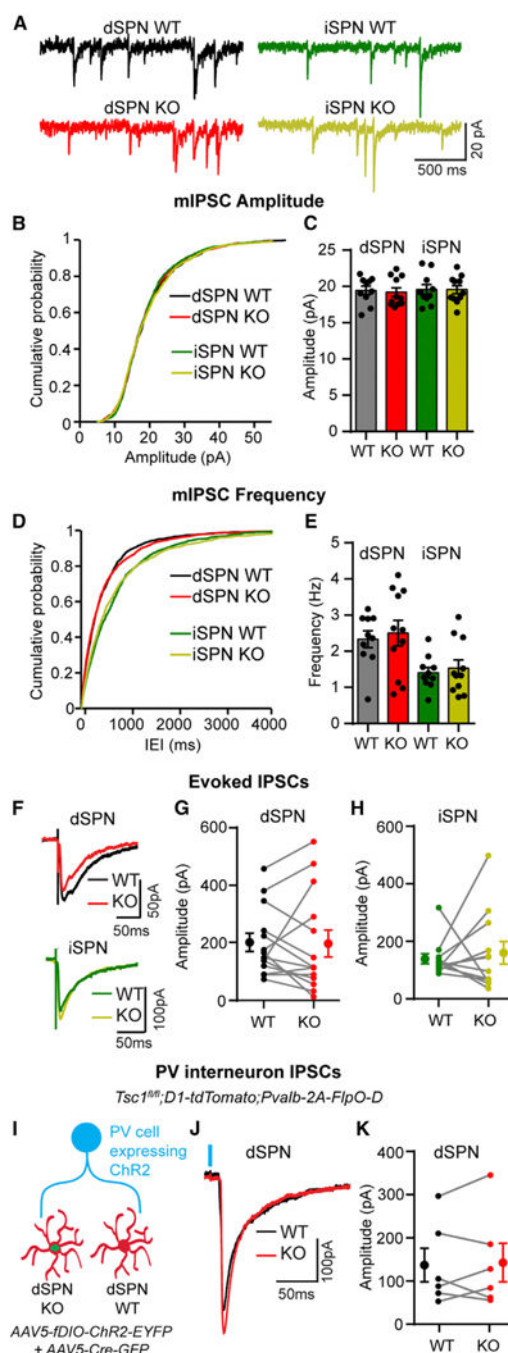 A
dSPN WT
iSPN WT
dSPN KO
iSPN KO
20 pA
500 ms
mIPSC Amplitude
B
Cumulative probability
1
0.8
0.6
0.4
0.2
0
0 10 20 30 40 50
Amplitude (pA)
dSPN WT
dSPN KO
iSPN WT
iSPN KO
C
dSPN iSPN
Amplitude (pA)
25
20
15
10
5
0
WT KO WT KO
mIPSC Frequency
D
Cumulative probability
1
0.8
0.6
0.4
0.2
0
0 1000 2000 3000 4000
IEI (ms)
dSPN WT
dSPN KO
iSPN WT
iSPN KO
E
dSPN iSPN
Frequency (Hz)
5
4
3
2
1
0
WT KO WT KO
Evoked IPSCs
F
dSPN
WT
KO
50pA
50ms
iSPN
WT
KO
100pA
50ms
G
dSPN
Amplitude (pA)
600
400
200
0
WT KO
H
iSPN
Amplitude (pA)
600
400
200
0
WT KO
PV interneuron IPSCs
Tsc1fl/fl;D1-tdTomato;Pvalb-2A-FlpO-D
I
PV cell
expressing
ChR2
dSPN dSPN
KO WT
AAV5-fDIO-ChR2-EYFP
+ AAV5-Cre-GFP
J
dSPN
WT
KO
100pA
50ms
K
dSPN
Amplitude (pA)
400
300
200
100
0
WT KO